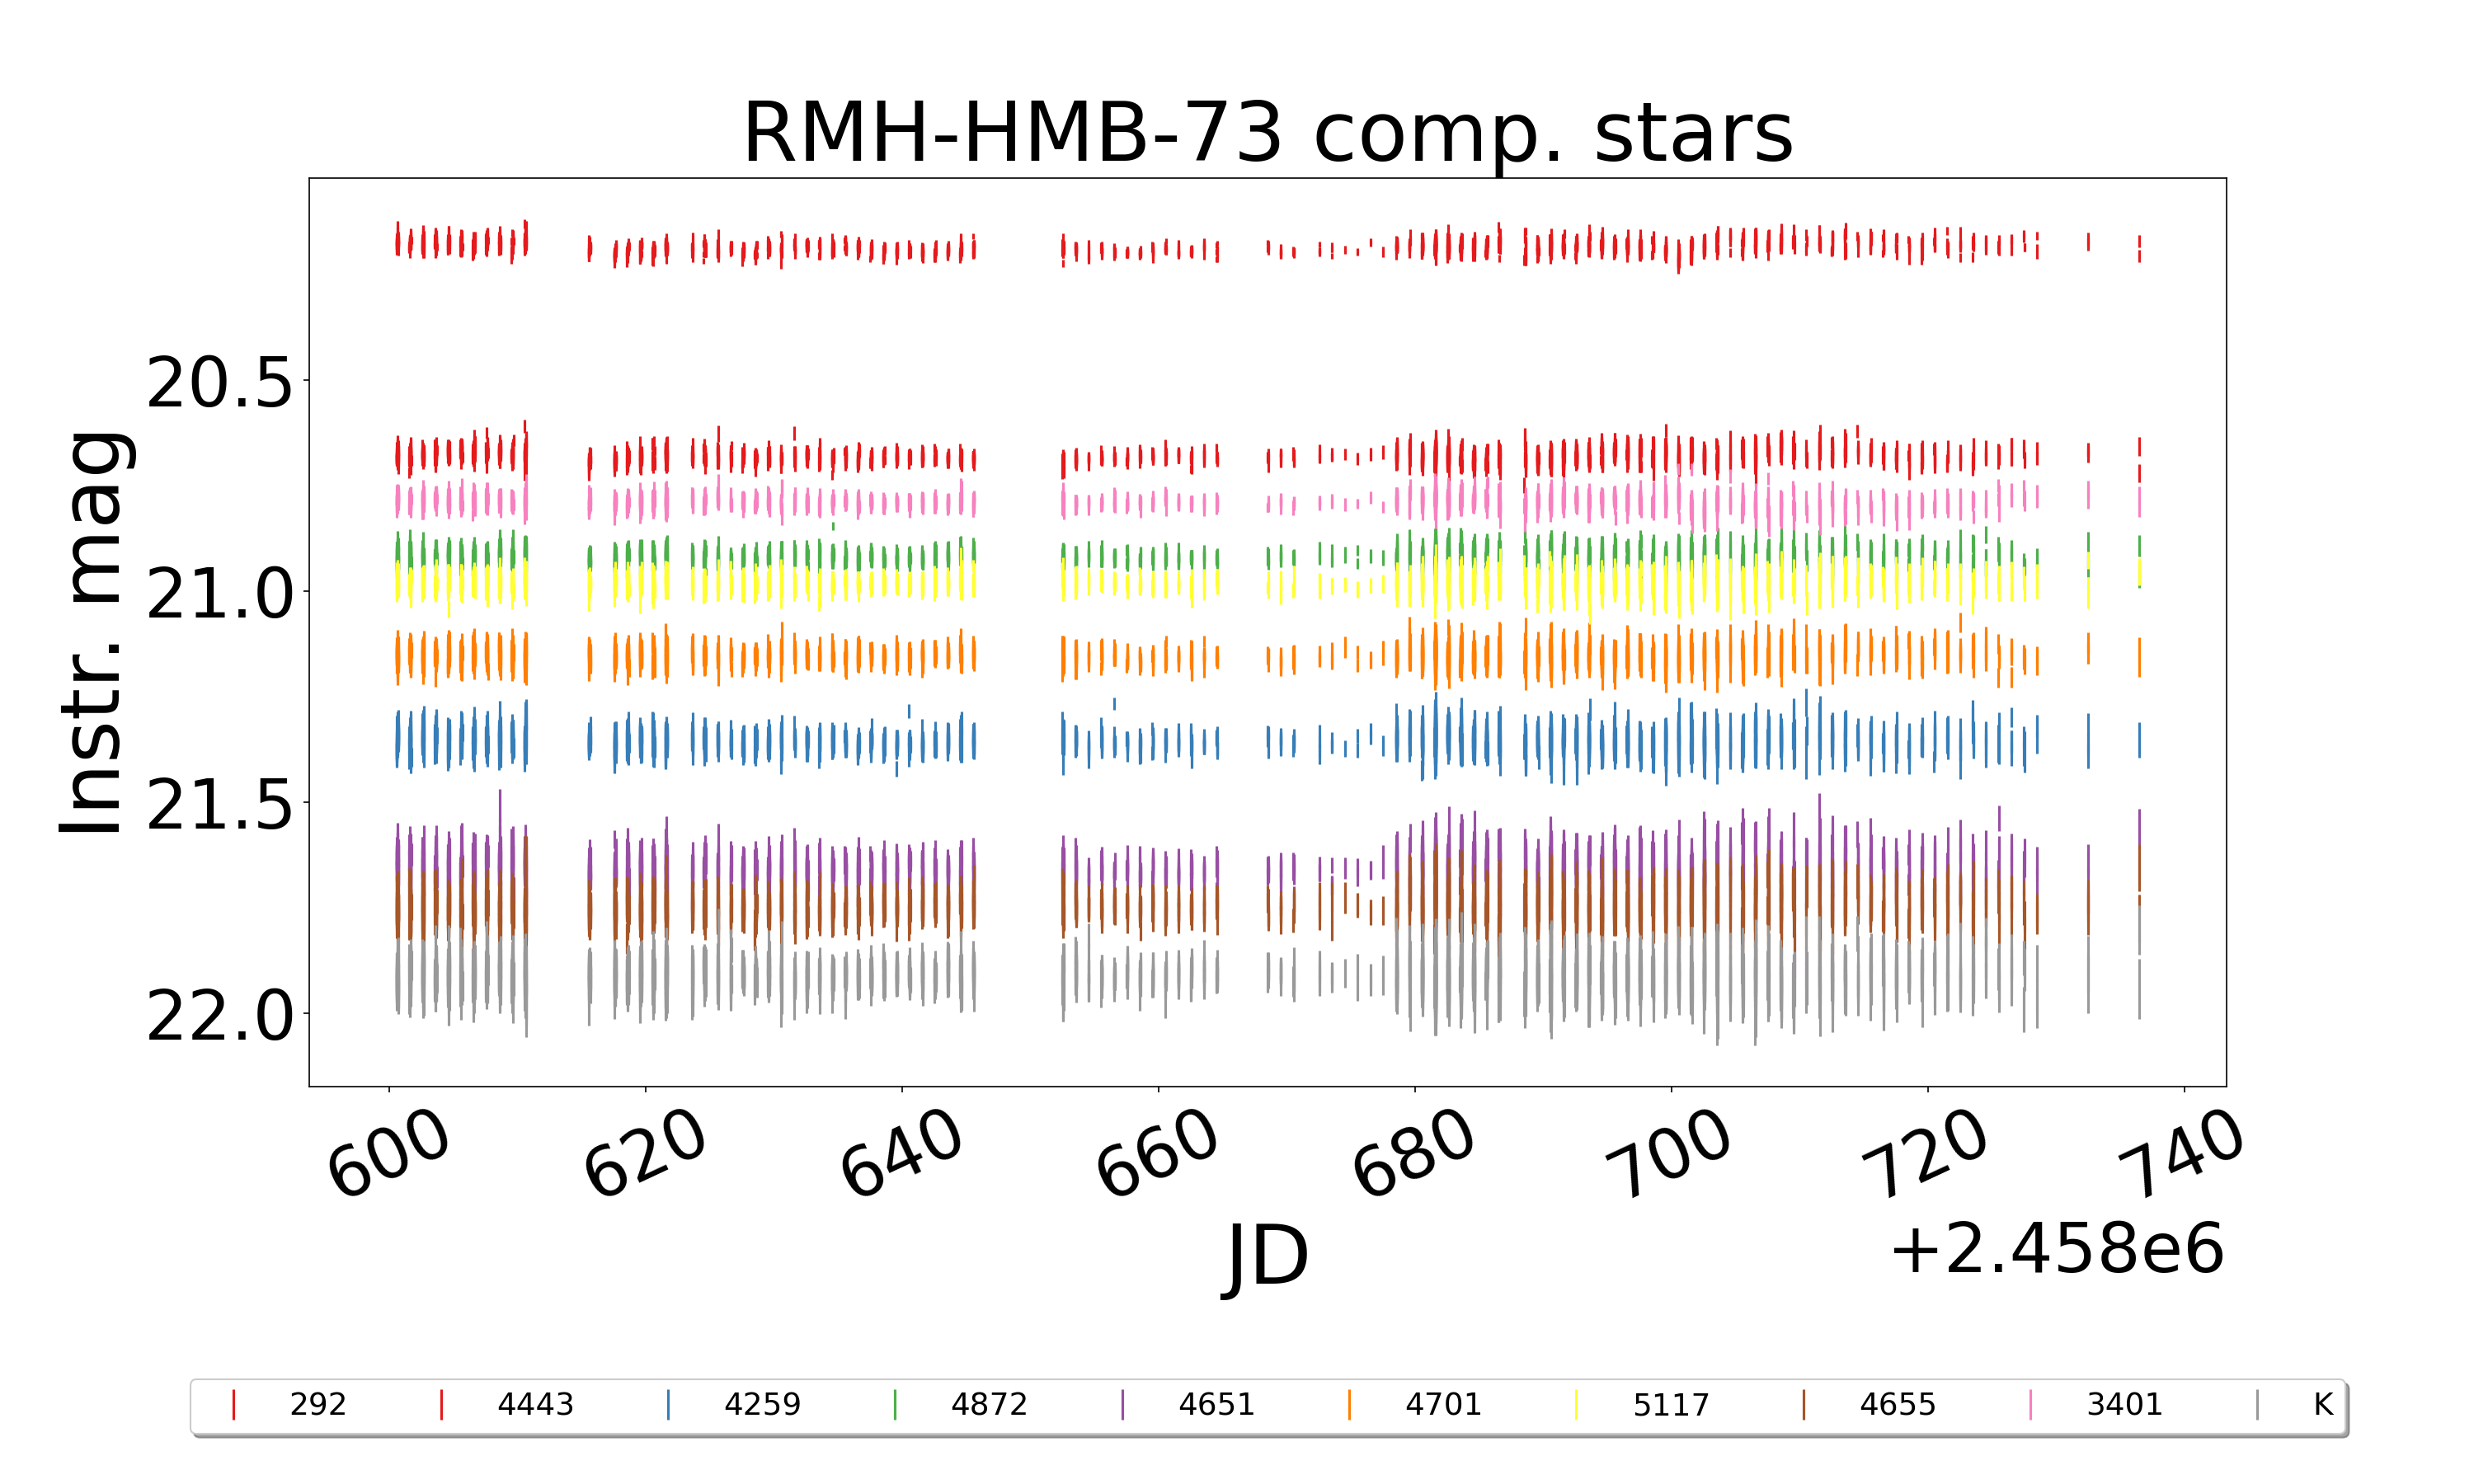 RMH-HMB-73 comp. stars
Instr. mag
20.5
21.0
21.5
22.0
600 620 640 660 680 700 720 740
JD
+2.458e6
292 4443 4259 4872 4651 4701 5117 4655 3401 K